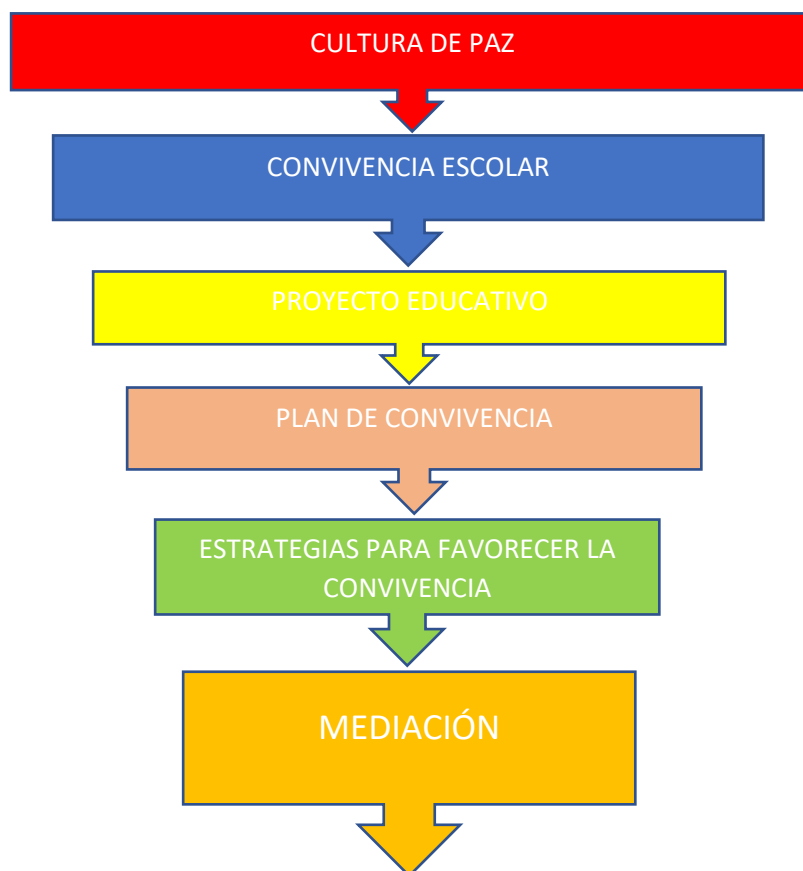 CULTURA DE PAZ
CONVIVENCIA ESCOLAR
PROYECTO EDUCATIVO
PLAN DE CONVIVENCIA
ESTRATEGIAS PARA FAVORECER LA
CONVIVENCIA
MEDIACIÓN